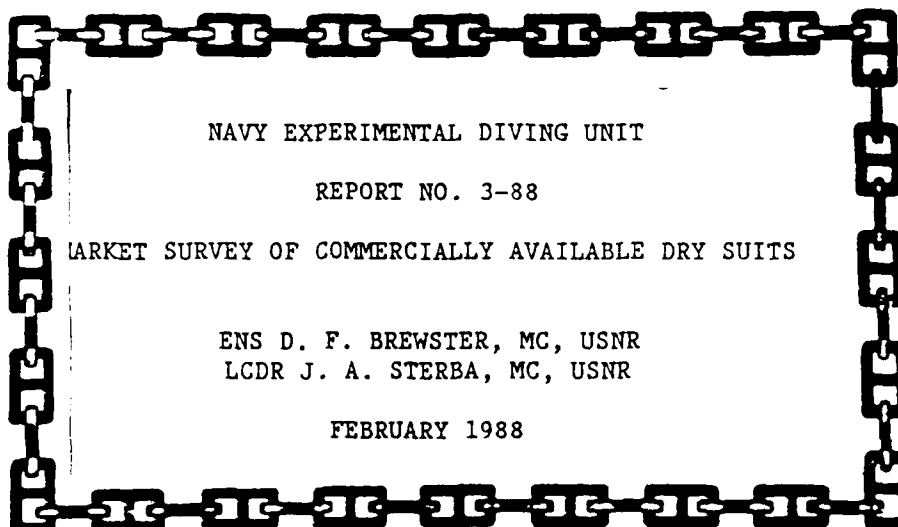 NAVY EXPERIMENTAL DIVING UNIT
REPORT NO. 3-88
MARKET SURVEY OF COMMERCIALLY AVAILABLE DRY SUITS
ENS D. F. BREWSTER, MC, USNR
LCDR J. A. STERBA, MC, USNR
FEBRUARY 1988